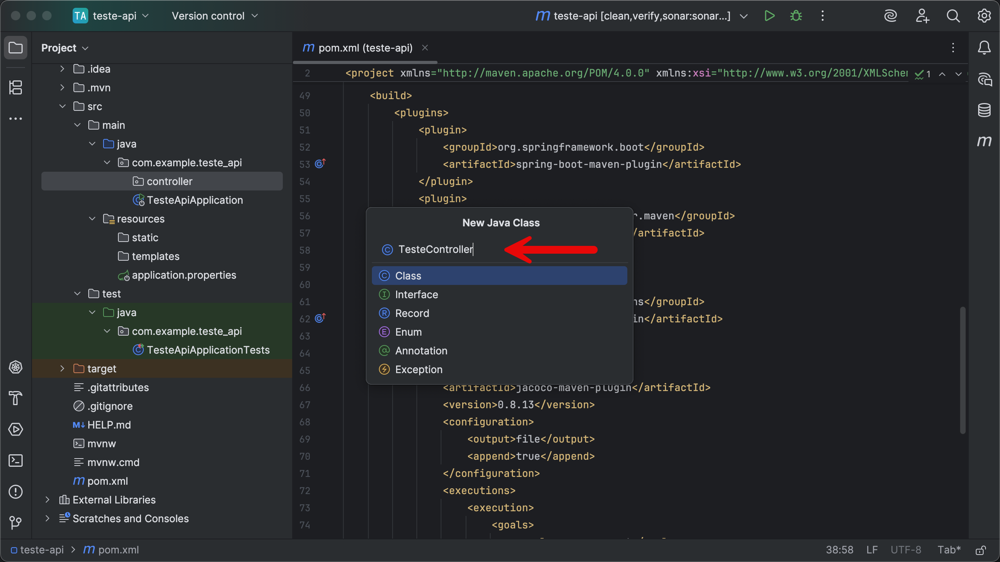 TA teste-api
Version control
m teste-api [clean,verify,sonar:sonar...]
Project
.idea
.mvn
src
main
java
com.example.teste_api
controller
TesteApiApplication
resources
static
templates
application.properties
test
java
com.example.teste_api
TesteApiApplicationTests
target
.gitattributes
.gitignore
M↓ HELP.md
mvnw
mvnw.cmd
m pom.xml
External Libraries
Scratches and Consoles
m pom.xml (teste-api)
2 <project xmlns="http://maven.apache.org/POM/4.0.0" xmlns:xsi="http://www.w3.org/2001/XMLSche
1
49 <build>
50 <plugins>
51 <plugin>
52 <groupId>org.springframework.boot</groupId>
53 <artifactId>spring-boot-maven-plugin</artifactId>
54 </plugin>
55 <plugin>
56 r.maven</groupId>
57 /artifactId>
58
59
60
61 ns</groupId>
62 in</artifactId>
63
64
65
66 <artifactId>jacoco-maven-plugin</artifactId>
67 <version>0.8.13</version>
68 <configuration>
69 <output>file</output>
70 <append>true</append>
71 </configuration>
72 <executions>
73 <execution>
74 <goals>
New Java Class
C TesteController
C Class
I Interface
R Record
E Enum
@ Annotation
Exception
m
teste-api > m pom.xml
38:58 LF UTF-8 Tab*